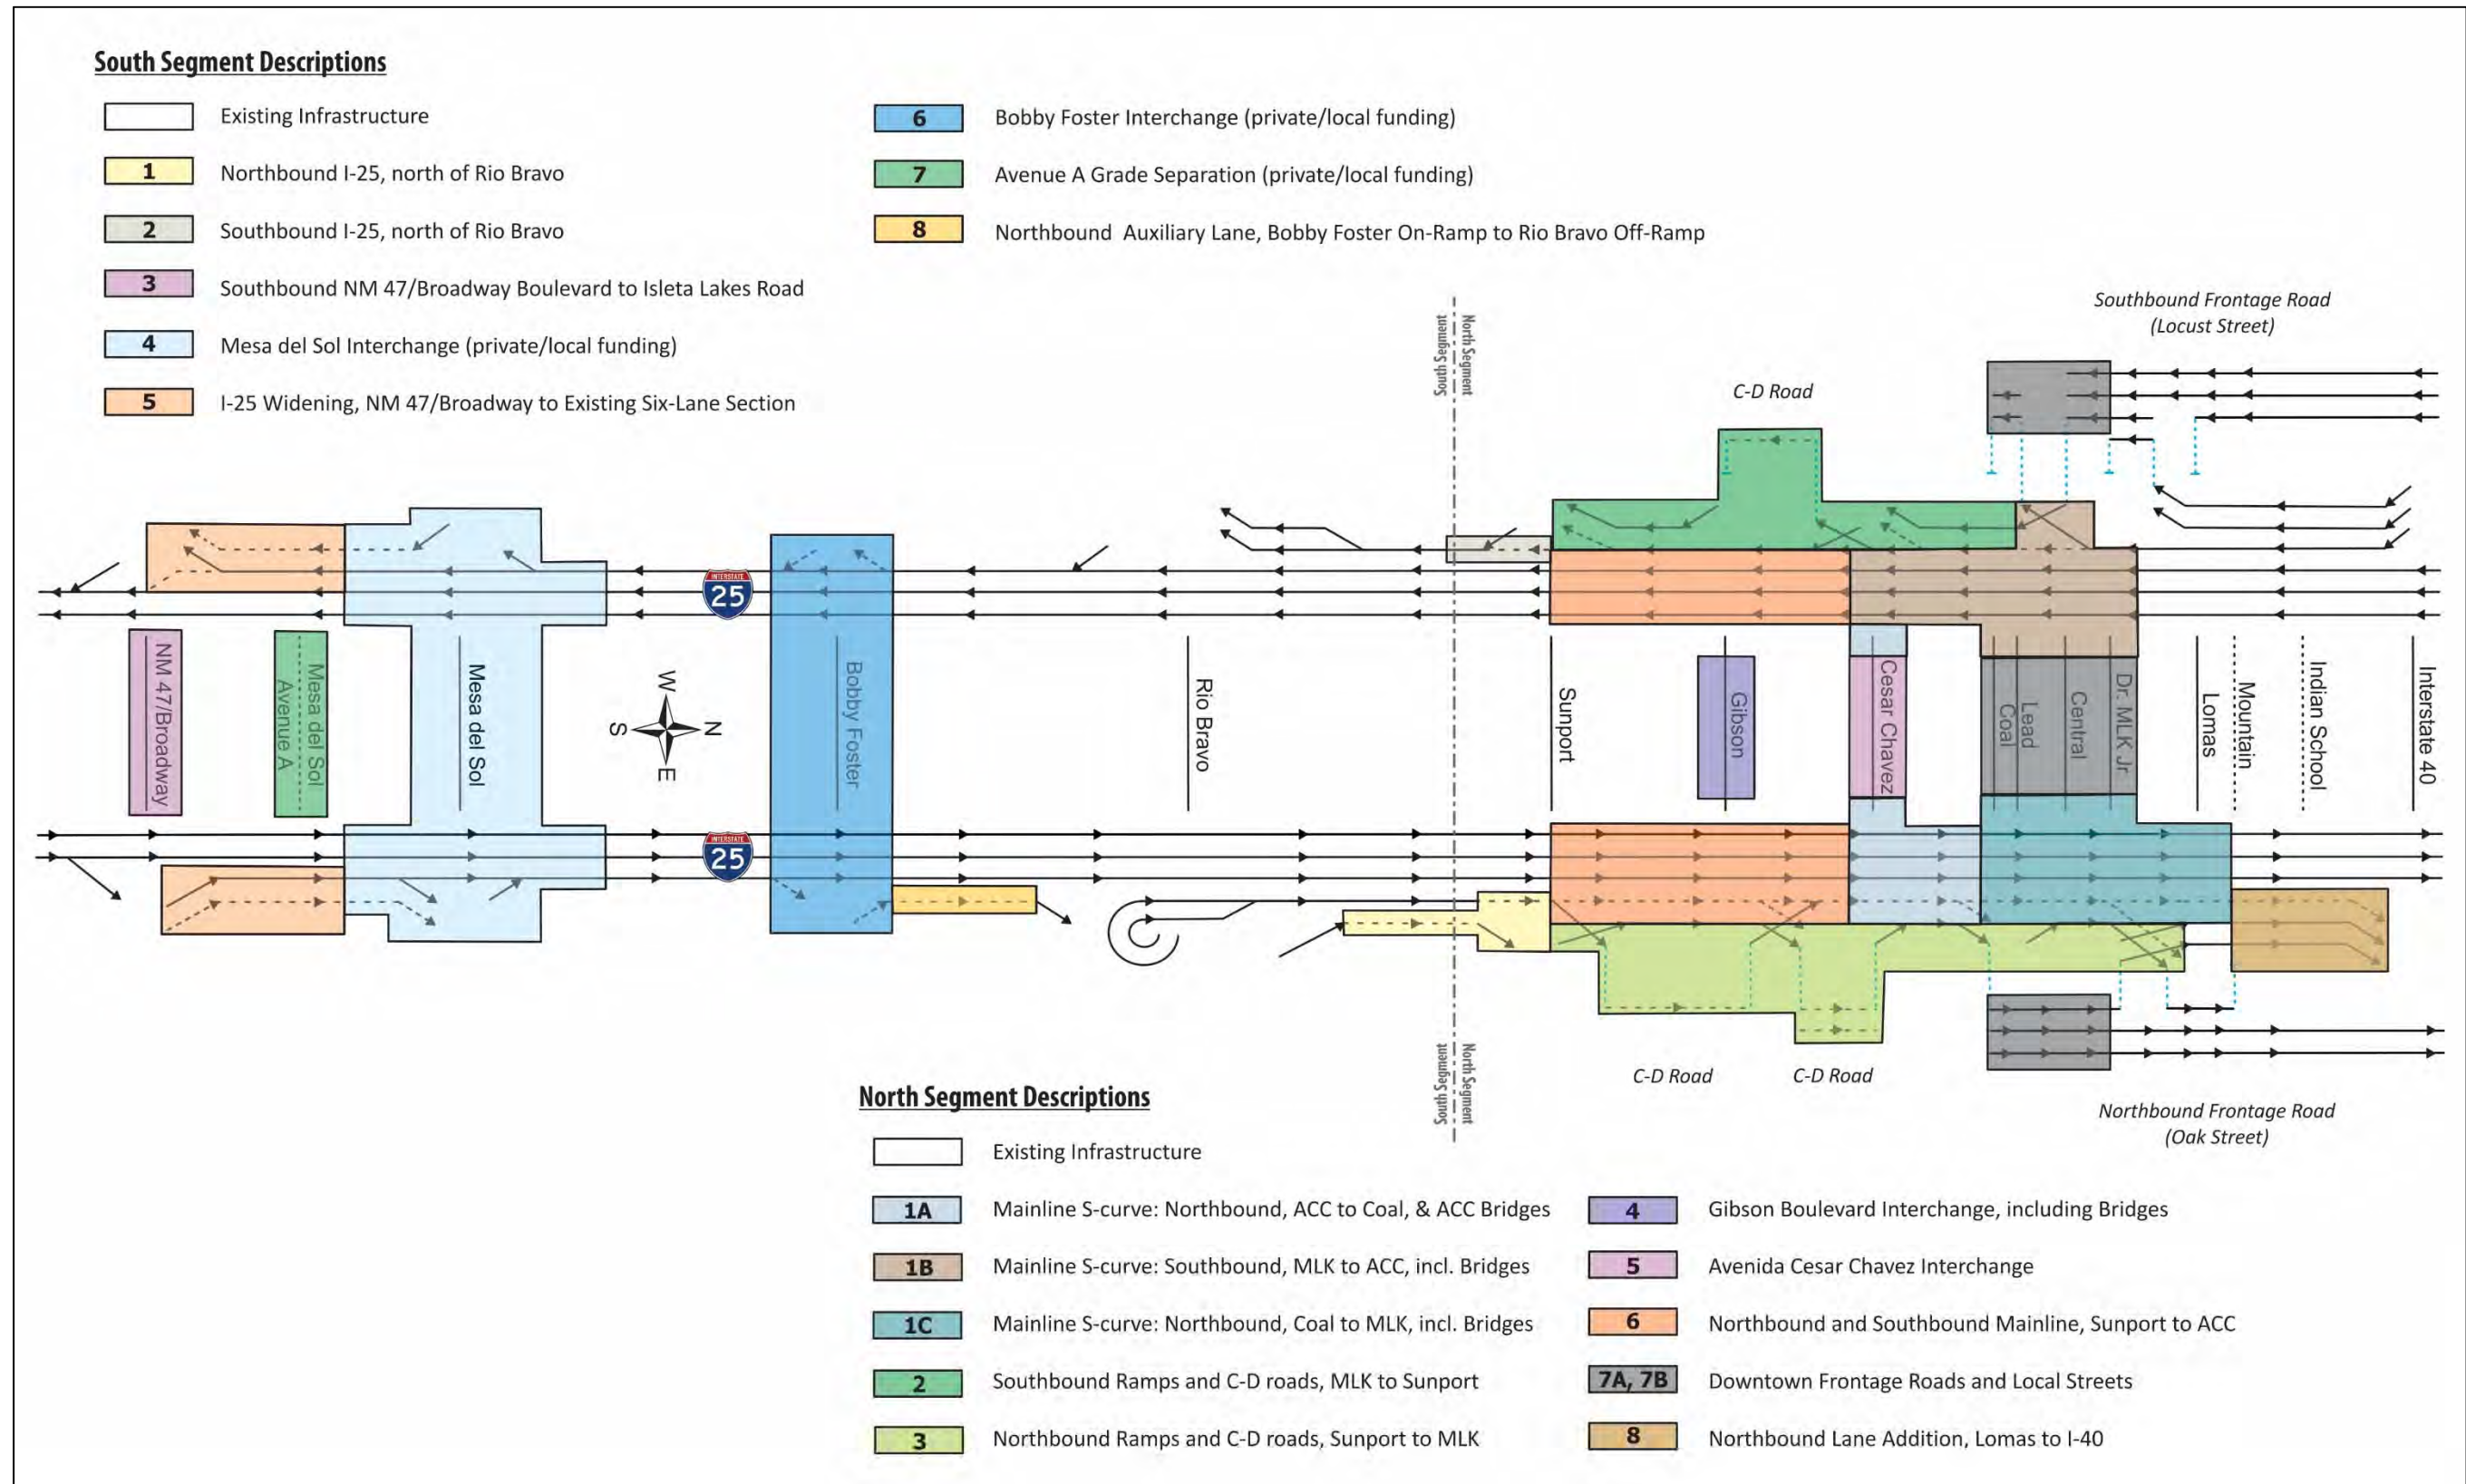 South Segment Descriptions
Existing Infrastructure
1 Northbound I-25, north of Rio Bravo
2 Southbound I-25, north of Rio Bravo
3 Southbound NM 47/Broadway Boulevard to Isleta Lakes Road
4 Mesa del Sol Interchange (private/local funding)
5 I-25 Widening, NM 47/Broadway to Existing Six-Lane Section
6 Bobby Foster Interchange (private/local funding)
7 Avenue A Grade Separation (private/local funding)
8 Northbound Auxiliary Lane, Bobby Foster On-Ramp to Rio Bravo Off-Ramp
South Segment
North Segment
Southbound Frontage Road
(Locust Street)
C-D Road
INTERSTATE
25
NM 47/Broadway
Mesa del Sol
Avenue A
Mesa del Sol
W
N
S
E
Bobby Foster
Rio Bravo
Sunport
Gibson
Cesar Chavez
Coal
Lead
Central
Dr. MLK Jr
Lomas
Mountain
Indian School
Interstate 40
INTERSTATE
25
South Segment
North Segment
C-D Road
C-D Road
Northbound Frontage Road
(Oak Street)
North Segment Descriptions
Existing Infrastructure
1A Mainline S-curve: Northbound, ACC to Coal, & ACC Bridges
1B Mainline S-curve: Southbound, MLK to ACC, incl. Bridges
1C Mainline S-curve: Northbound, Coal to MLK, incl. Bridges
2 Southbound Ramps and C-D roads, MLK to Sunport
3 Northbound Ramps and C-D roads, Sunport to MLK
4 Gibson Boulevard Interchange, including Bridges
5 Avenida Cesar Chavez Interchange
6 Northbound and Southbound Mainline, Sunport to ACC
7A, 7B Downtown Frontage Roads and Local Streets
8 Northbound Lane Addition, Lomas to I-40